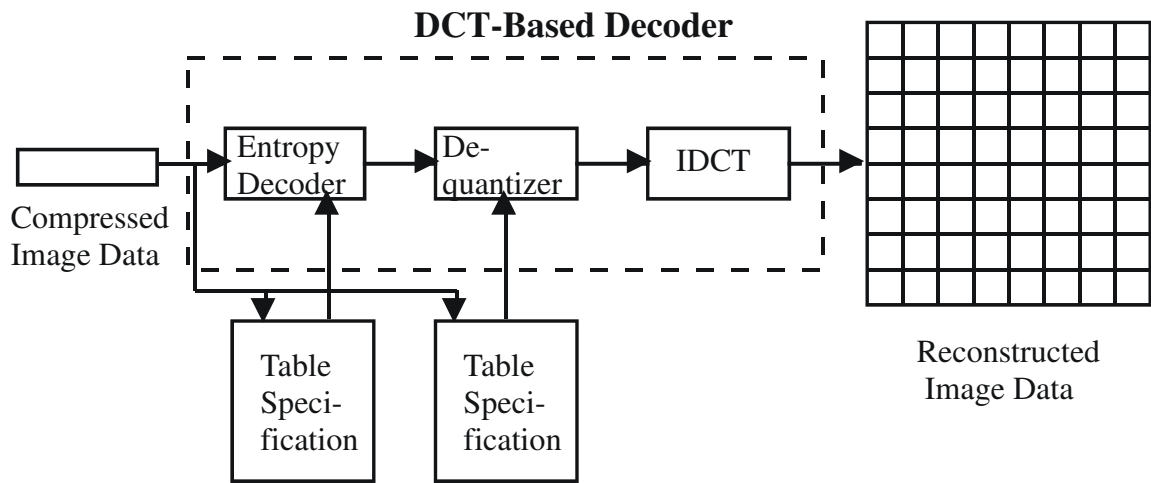 DCT-Based Decoder
Entropy
Decoder
De-
quantizer
IDCT
Compressed
Image Data
Table
Speci-
fication
Table
Speci-
fication
Reconstructed
Image Data